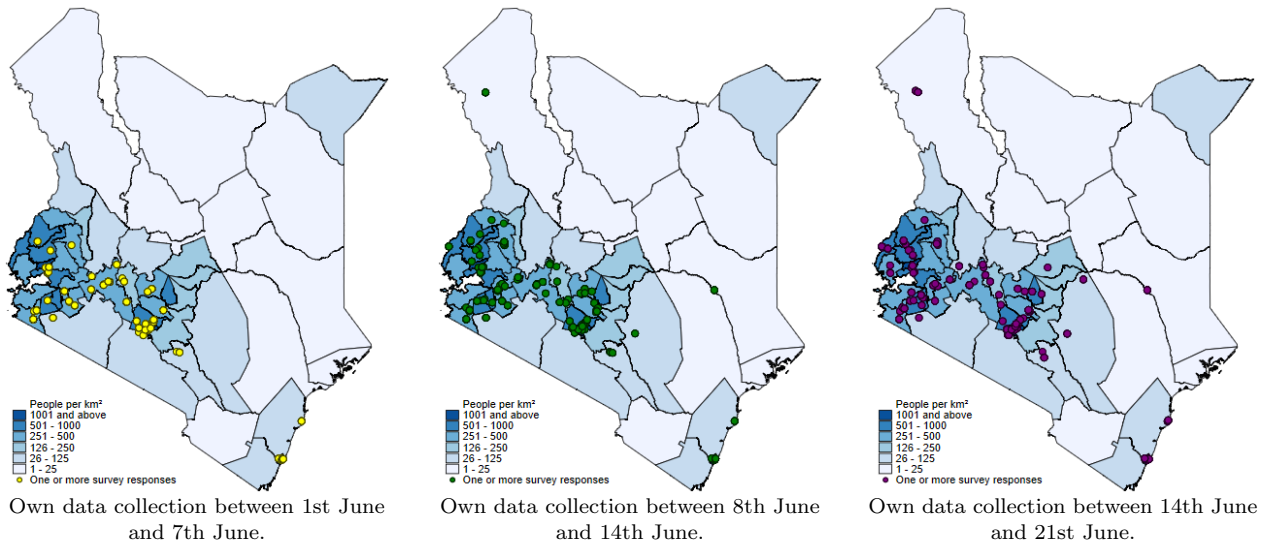 People per km²
1001 and above
501 - 1000
251 - 500
126 - 250
26 - 125
1 - 25
One or more survey responses
Own data collection between 1st June
and 7th June.
People per km²
1001 and above
501 - 1000
251 - 500
126 - 250
26 - 125
1 - 25
One or more survey responses
Own data collection between 8th June
and 14th June.
People per km²
1001 and above
501 - 1000
251 - 500
126 - 250
26 - 125
1 - 25
One or more survey responses
Own data collection between 14th June
and 21st June.